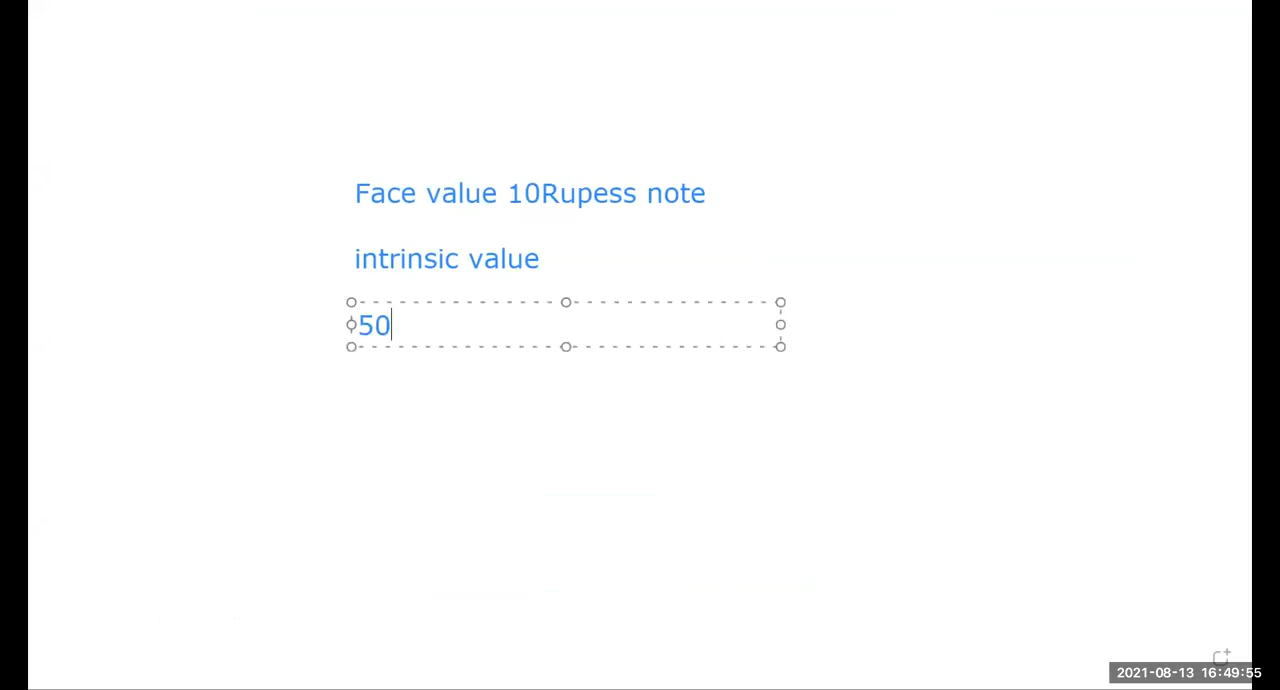 Face value 10Rupess note
intrinsic value
50
2021-08-13 16:49:55